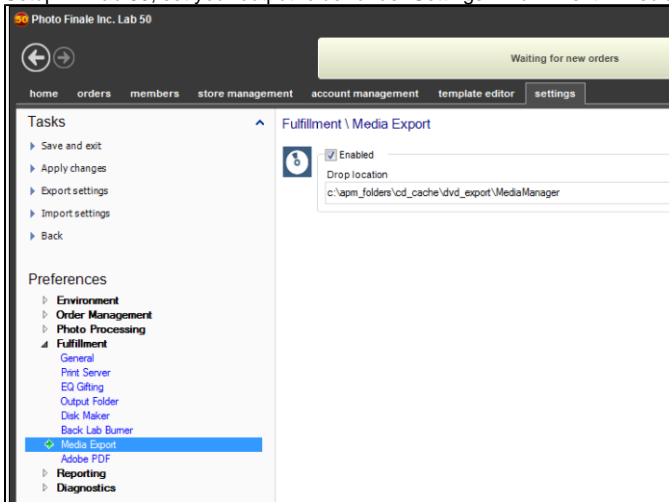 50 Photo Finale Inc. Lab 50
Waiting for new orders
home orders members store management account management template editor settings
Tasks
Save and exit
Apply changes
Export settings
Import settings
Back
Preferences
Environment
Order Management
Photo Processing
Fulfillment
General
Print Server
EQ Gifting
Output Folder
Disk Maker
Back Lab Burner
Media Export
Adobe PDF
Reporting
Diagnostics
Fulfillment \ Media Export
Enabled
Drop location
c:\apm_folders\cd_cache\dvd_export\MediaManager